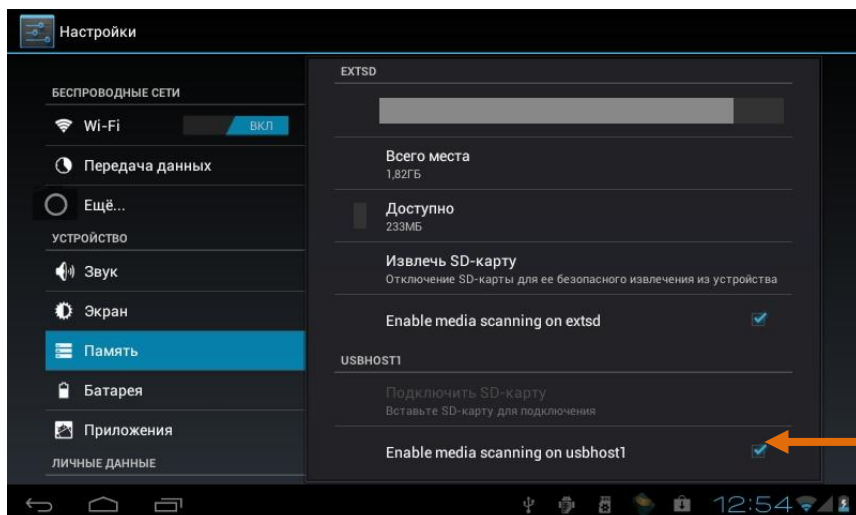 Настройки
БЕСПРОВОДНЫЕ СЕТИ
Wi-Fi
ВКЛ
Передача данных
Ещё...
УСТРОЙСТВО
Звук
Экран
Память
Батарея
Приложения
ЛИЧНЫЕ ДАННЫЕ
EXTSD
Всего места
1,82ГБ
Доступно
233МБ
Извлечь SD-карту
Отключение SD-карты для ее безопасного извлечения из устройства
Enable media scanning on extsd
USBHOST1
Подключить SD-карту
Вставьте SD-карту для подключения
Enable media scanning on usbhost1
12:54